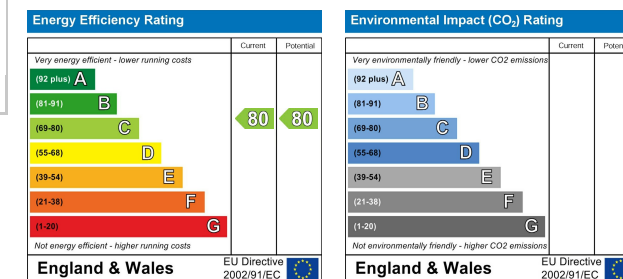 Energy Efficiency Rating
Current Potential
Very energy efficient - lower running costs
(92 plus) A
(81-91) B
(69-80) C
(55-68) D
(39-54) E
(21-38) F
(1-20) G
80 80
Not energy efficient - higher running costs
England & Wales
EU Directive
2002/91/EC
Environmental Impact (CO2) Rating
Current Poten
Very environmentally friendly - lower CO2 emissions
(92 plus) A
(81-91) B
(69-80) C
(55-68) D
(39-54) E
(21-38) F
(1-20) G
Not environmentally friendly - higher CO2 emissions
England & Wales
EU Directive
2002/91/EC